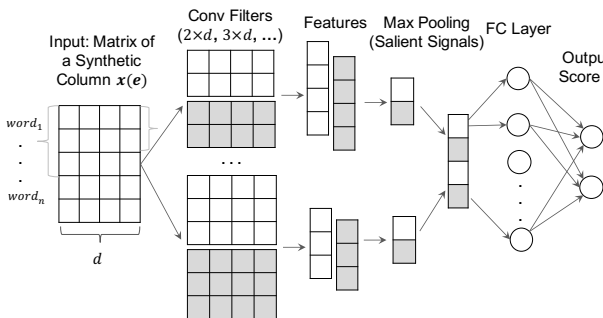 Input: Matrix of
a Synthetic
Column x(e)
Conv Filters
(2×d, 3×d, ...)
Features
Max Pooling
(Salient Signals)
FC Layer
Output
Score
word1
.
.
.
wordn
d
...
. . .